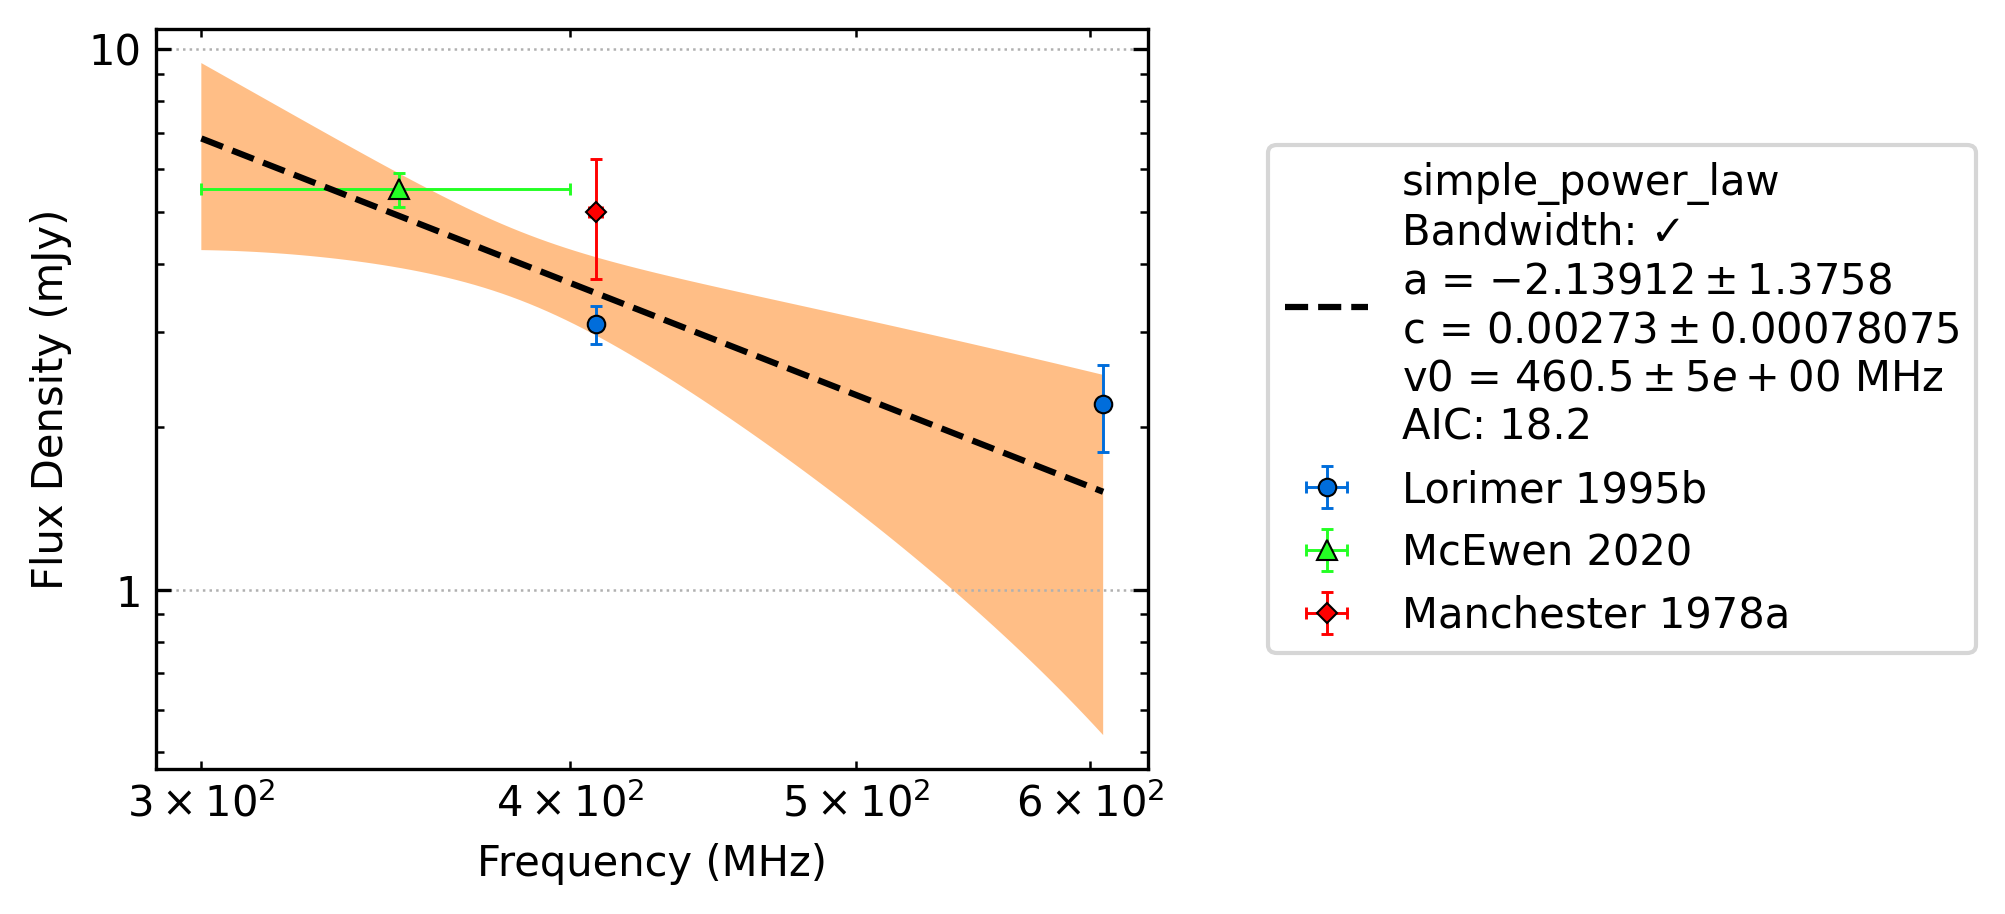 10
1
Flux Density (mJy)
3 × 10²
4 × 10²
5 × 10²
6 × 10²
Frequency (MHz)
simple_power_law
Bandwidth: ✓
a = −2.13912 ± 1.3758
c = 0.00273 ± 0.00078075
v0 = 460.5 ± 5e + 00 MHz
AIC: 18.2
Lorimer 1995b
McEwen 2020
Manchester 1978a